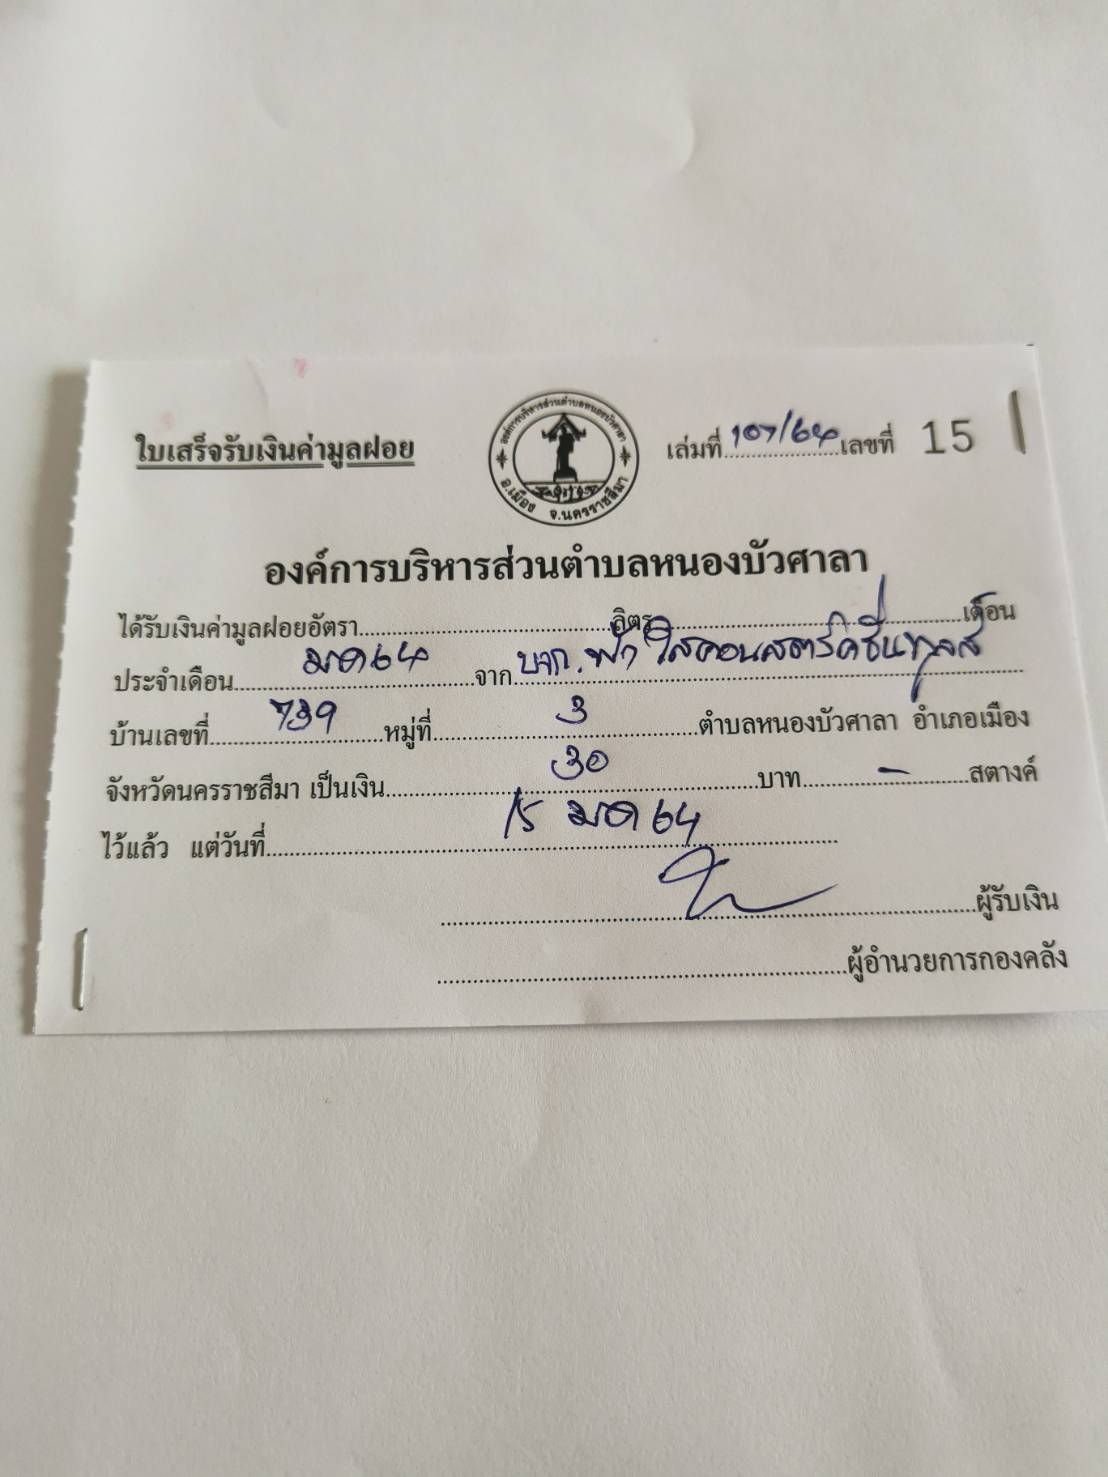 ใบเสร็จรับเงินค่ามูลฝอย
องค์การบริหารส่วนตำบลหนองบัวศาลา
อ.เมือง จ.นครราชสีมา
เล่มที่ 107/64 เลขที่ 15
องค์การบริหารส่วนตำบลหนองบัวศาลา
ได้รับเงินค่ามูลฝอยอัตรา ลิตร เดือน
ประจำเดือน มค 64 จาก บจก. ฟ้าใสคอนสตรัคชั่นทูลส์
บ้านเลขที่ 739 หมู่ที่ 3 ตำบลหนองบัวศาลา อำเภอเมือง
จังหวัดนครราชสีมา เป็นเงิน 30 บาท - สตางค์
ไว้แล้ว แต่วันที่ 15 มค 64
ผู้รับเงิน
ผู้อำนวยการกองคลัง